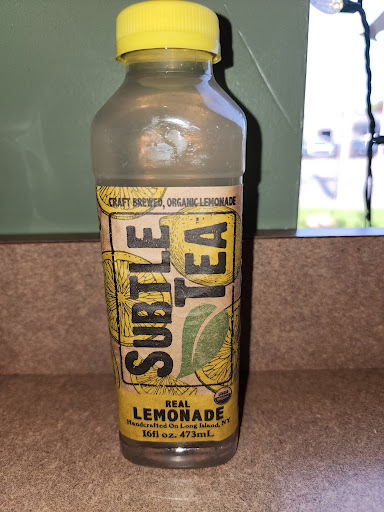 CRAFT BREWED, ORGANIC LEMONADE
SUBTLE
TEA
REAL
LEMONADE
Handcrafted On Long Island, NY
16fl oz. 473mL